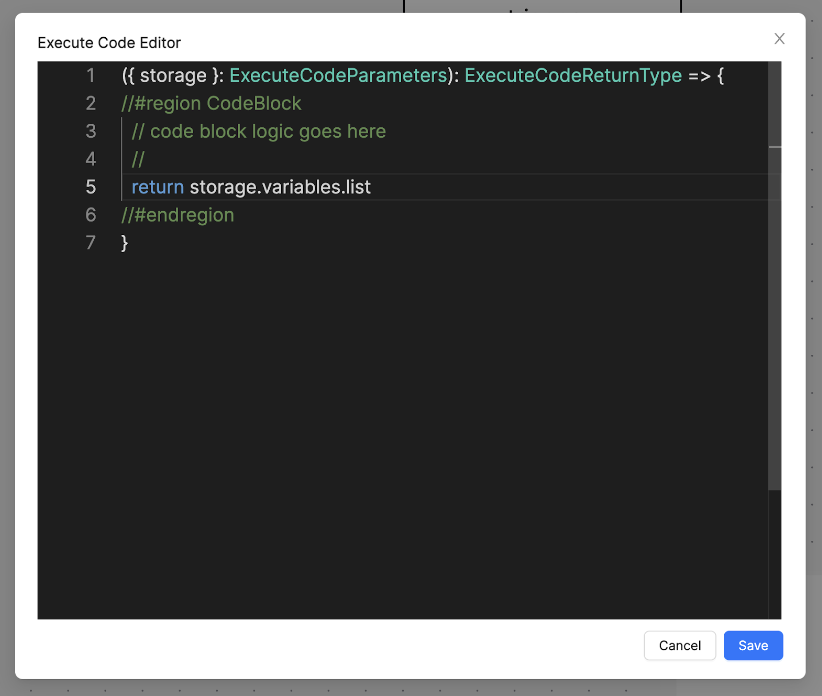 Execute Code Editor
1 ({ storage }: ExecuteCodeParameters): ExecuteCodeReturnType => {
2 //#region CodeBlock
3 // code block logic goes here
4 //
5 return storage.variables.list
6 //#endregion
7 }
Cancel Save